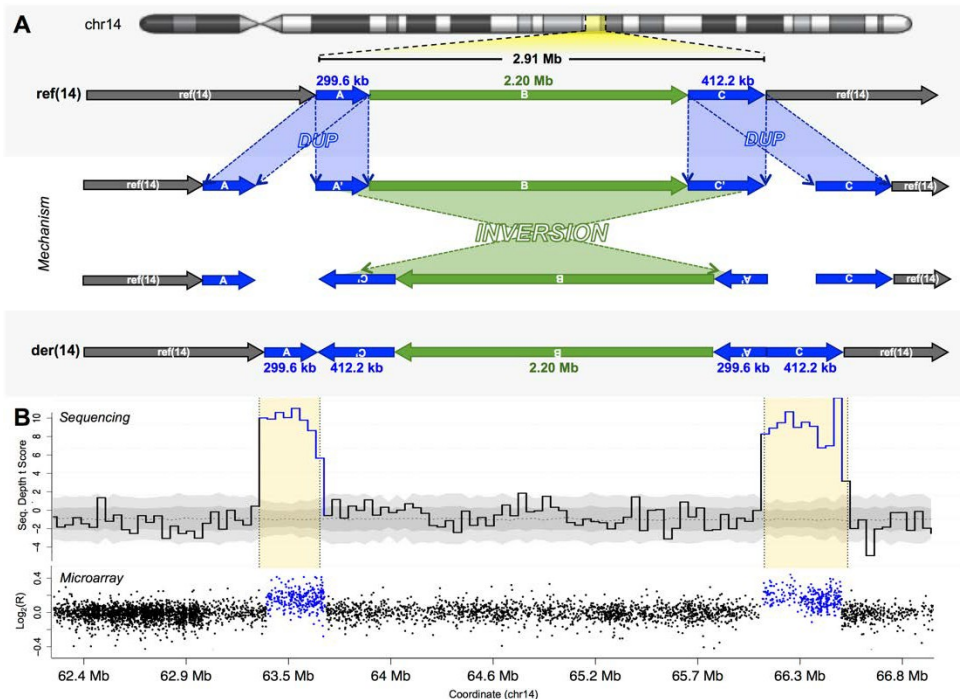 A
chr14
2.91 Mb
299.6 kb 2.20 Mb 412.2 kb
ref(14) ref(14) A B C ref(14)
DUP DUP
ref(14) A A' B C' C ref(14)
Mechanism
INVERSION
ref(14) A C' B A' C ref(14)
der(14) ref(14) A C' B A' C ref(14)
299.6 kb 412.2 kb 2.20 Mb 299.6 kb 412.2 kb
B Sequencing
Seq. Depth t Score
10
8
6
4
2
0
-2
-4
Microarray
Log2(R)
0.4
0.0
-0.4
62.4 Mb 62.9 Mb 63.5 Mb 64 Mb 64.6 Mb 65.2 Mb 65.7 Mb 66.3 Mb 66.8 Mb
Coordinate (chr14)